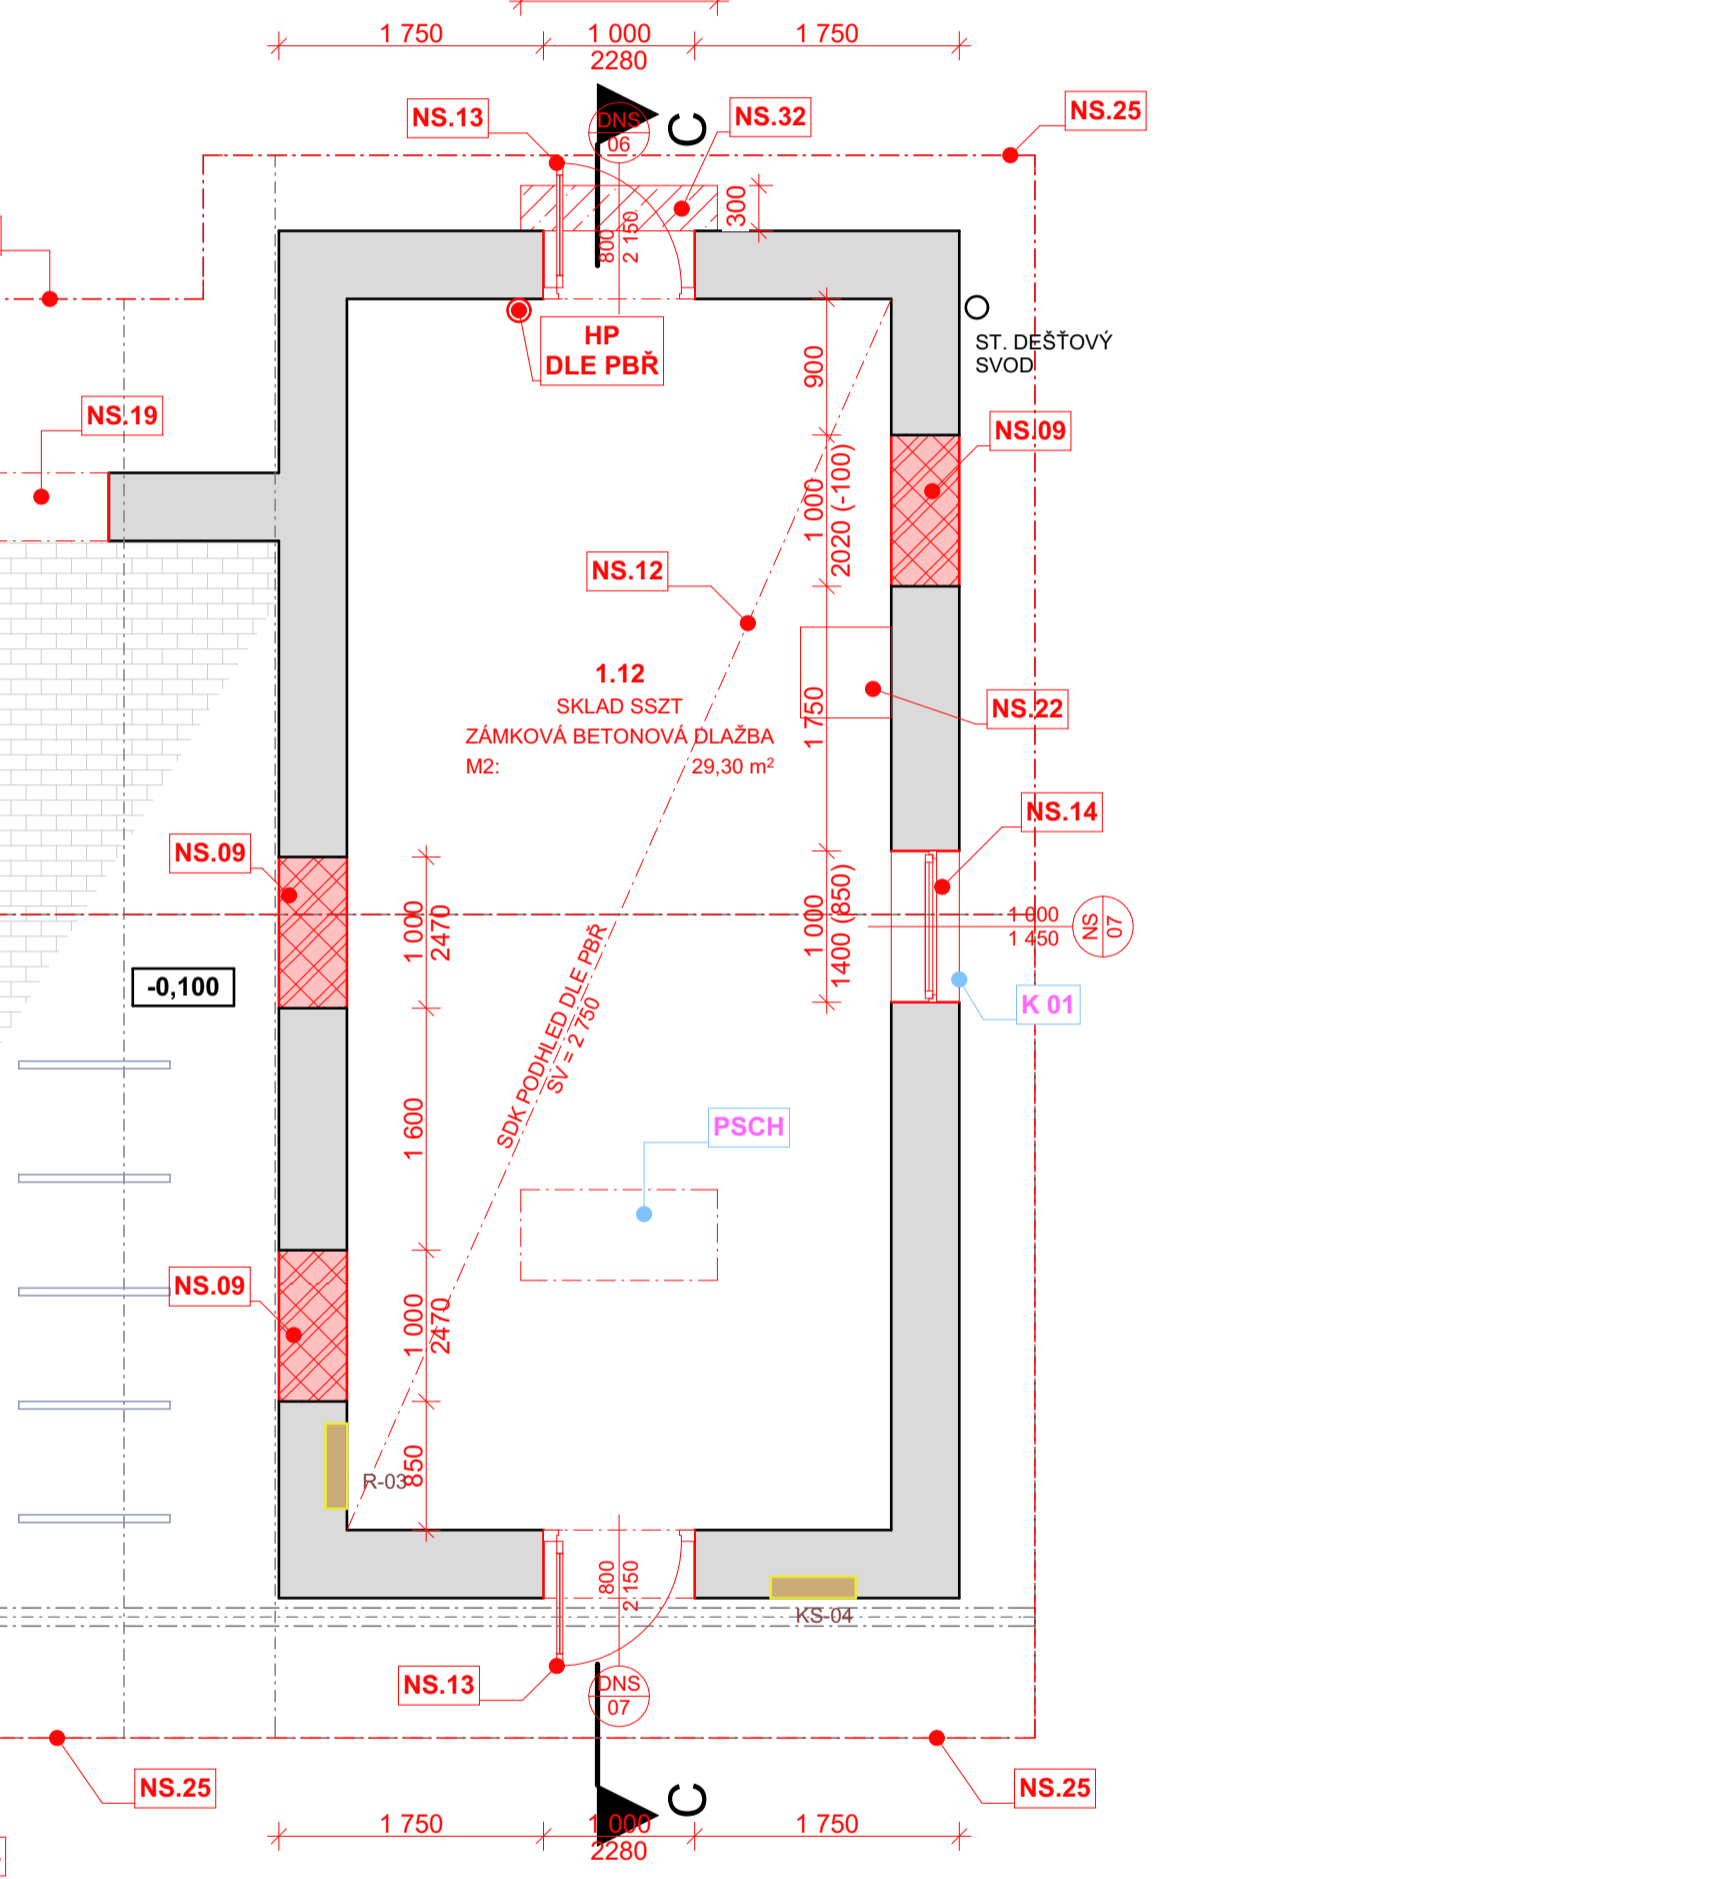 1 750
1 000
2280
1 750
NS.13
DNS
06
C
NS.32
NS.25
300
800
2 150
HP
DLE PBŘ
ST. DEŠŤOVÝ
SVOD
900
NS.19
NS.09
1 000
2020 (-100)
NS.12
1.12
SKLAD SSZT
ZÁMKOVÁ BETONOVÁ DLAŽBA
M2: 29,30 m²
1 750
NS.22
NS.14
NS.09
1 000
2470
1 000
1400 (850)
1 000
1 450
NS
07
SDK PODHLED DLE PBŘ
SV = 2 750
-0,100
K 01
1 600
PSCH
NS.09
1 000
2470
R-03
850
800
2 150
KS-04
NS.13
DNS
07
NS.25
C
NS.25
1 750
1 000
2280
1 750